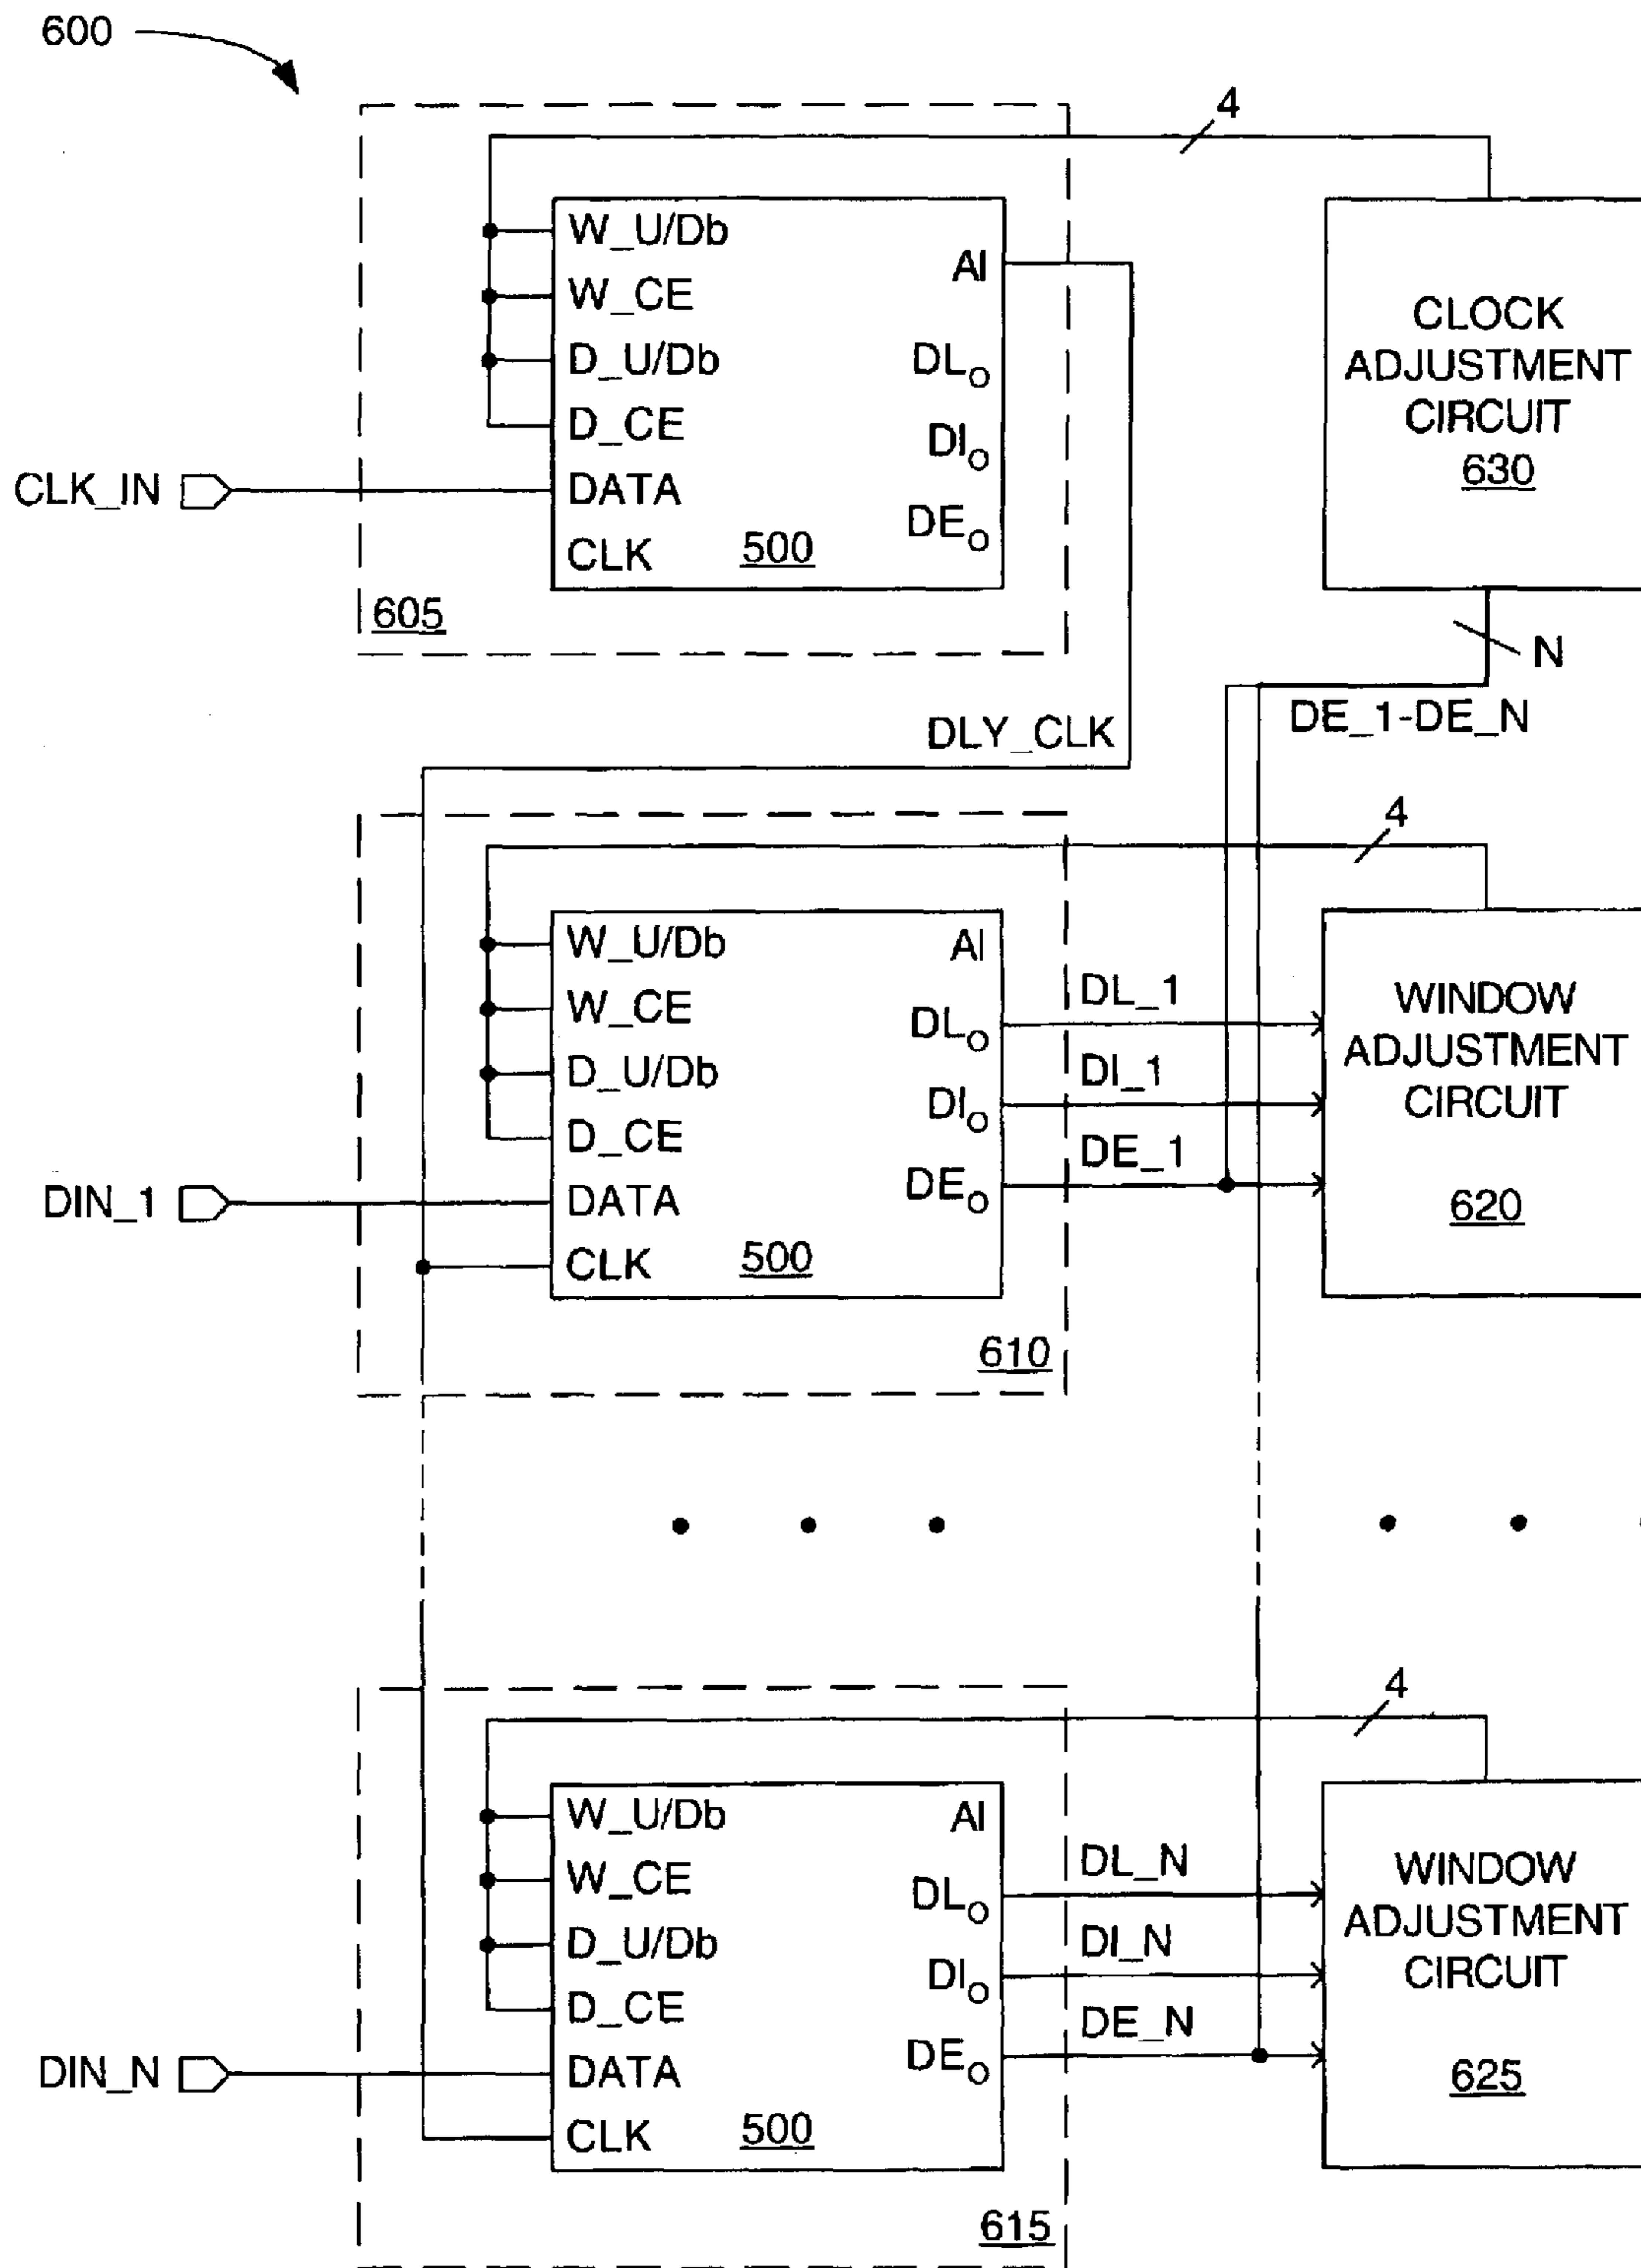 600
4
W_U/Db
W_CE
D_U/Db
D_CE
DATA
CLK
AI
DLO
DIO
DEO
500
605
CLK_IN
CLOCK
ADJUSTMENT
CIRCUIT
630
N
DE_1-DE_N
DLY_CLK
4
W_U/Db
W_CE
D_U/Db
D_CE
DATA
CLK
AI
DLO
DIO
DEO
500
610
DIN_1
DL_1
DI_1
DE_1
WINDOW
ADJUSTMENT
CIRCUIT
620
4
W_U/Db
W_CE
D_U/Db
D_CE
DATA
CLK
AI
DLO
DIO
DEO
500
615
DIN_N
DL_N
DI_N
DE_N
WINDOW
ADJUSTMENT
CIRCUIT
625